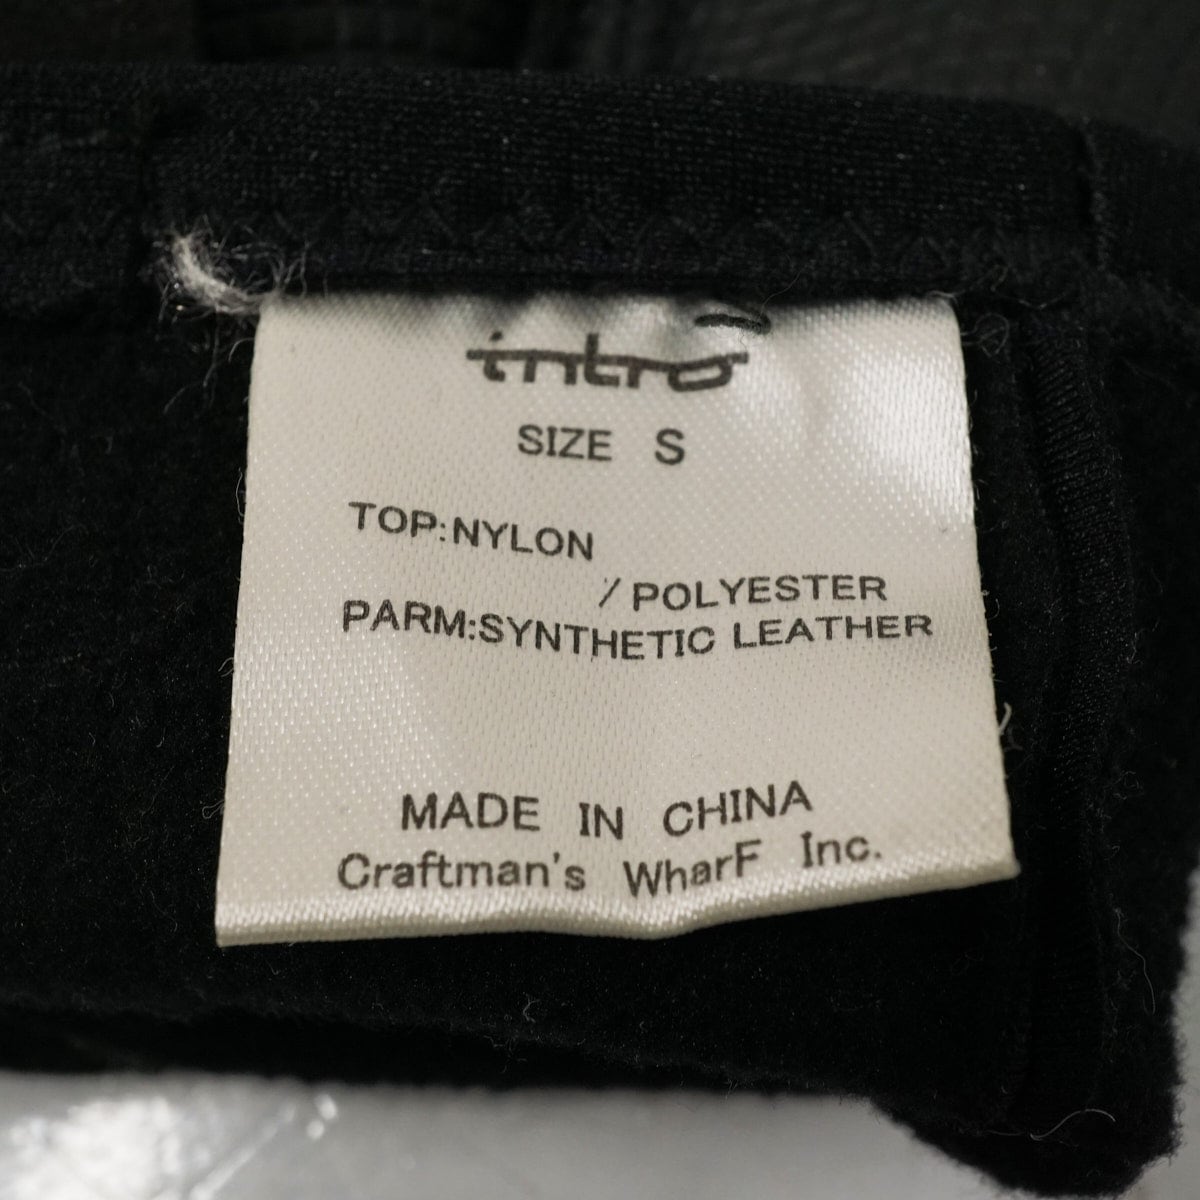 intro
SIZE S
TOP:NYLON
/POLYESTER
PARM:SYNTHETIC LEATHER
MADE IN CHINA
Craftman's WharF Inc.